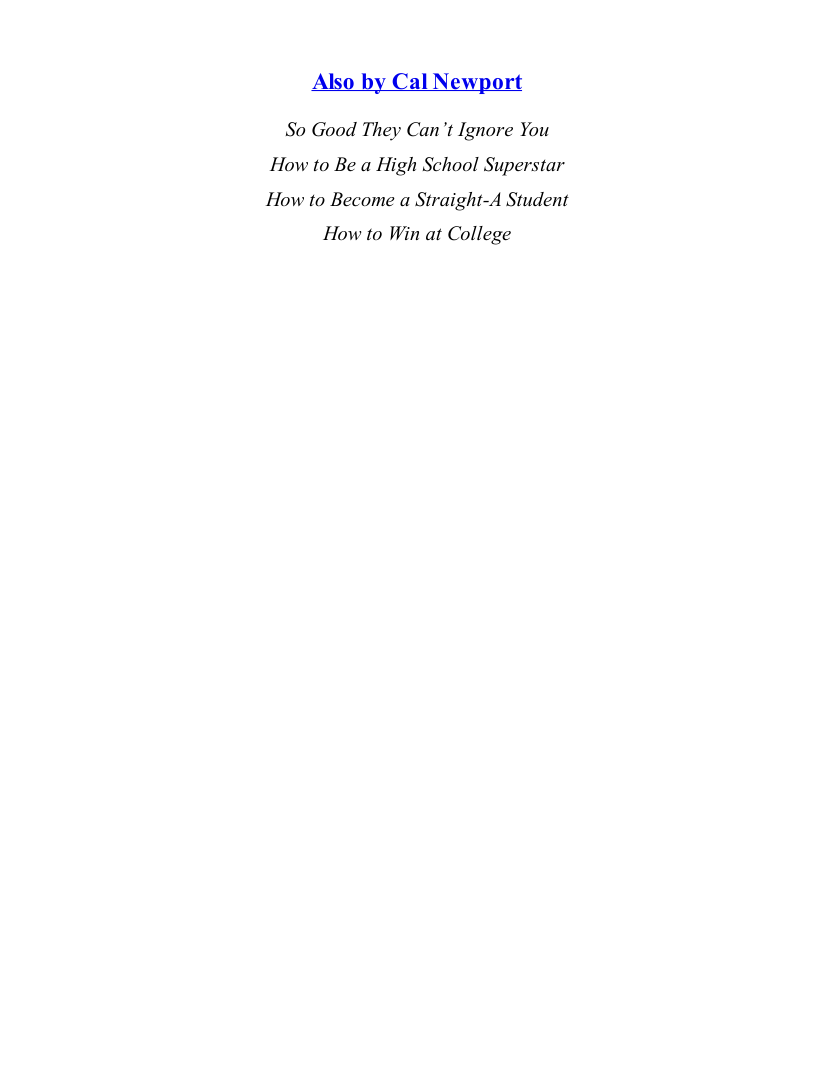 Also by Cal Newport
So Good They Can’t Ignore You
How to Be a High School Superstar
How to Become a Straight-A Student
How to Win at College